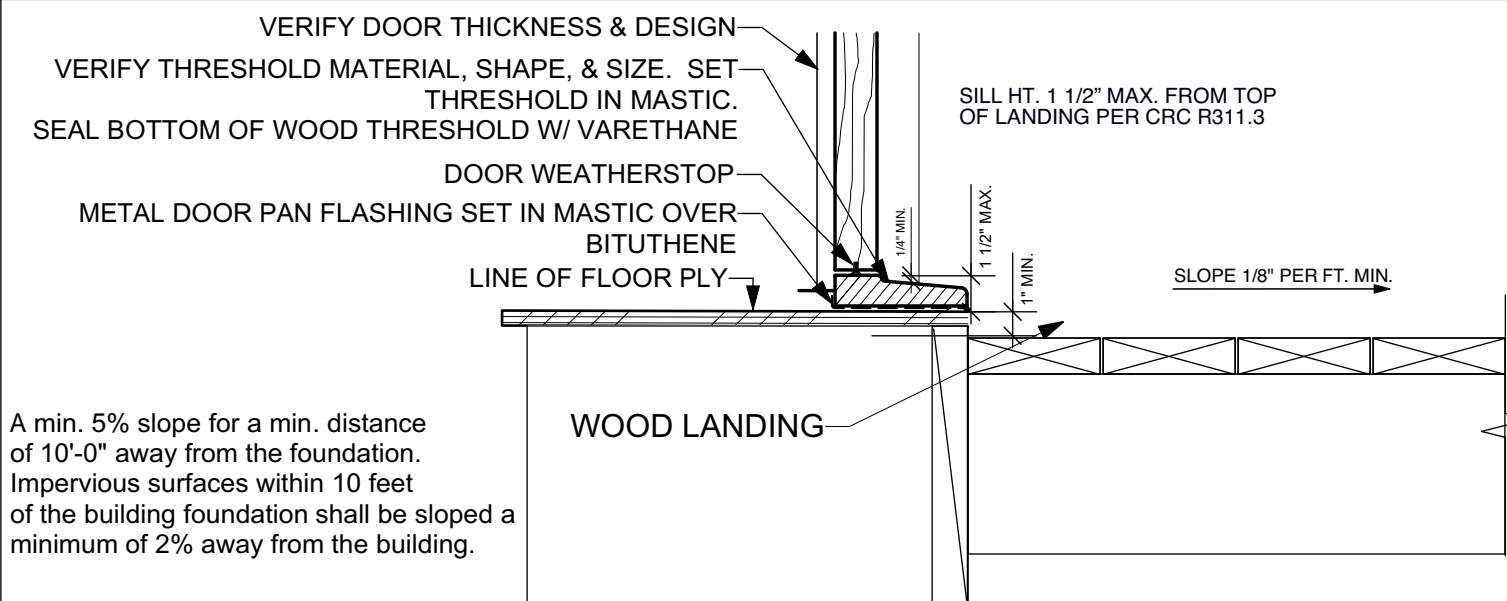 VERIFY DOOR THICKNESS & DESIGN
VERIFY THRESHOLD MATERIAL, SHAPE, & SIZE. SET
THRESHOLD IN MASTIC.
SEAL BOTTOM OF WOOD THRESHOLD W/ VARETHANE
DOOR WEATHERSTOP
METAL DOOR PAN FLASHING SET IN MASTIC OVER
BITUTHENE
LINE OF FLOOR PLY
SILL HT. 1 1/2” MAX. FROM TOP
OF LANDING PER CRC R311.3
1/4" MIN.
1 1/2" MAX.
1" MIN.
SLOPE 1/8" PER FT. MIN.
WOOD LANDING
A min. 5% slope for a min. distance
of 10'-0" away from the foundation.
Impervious surfaces within 10 feet
of the building foundation shall be sloped a
minimum of 2% away from the building.